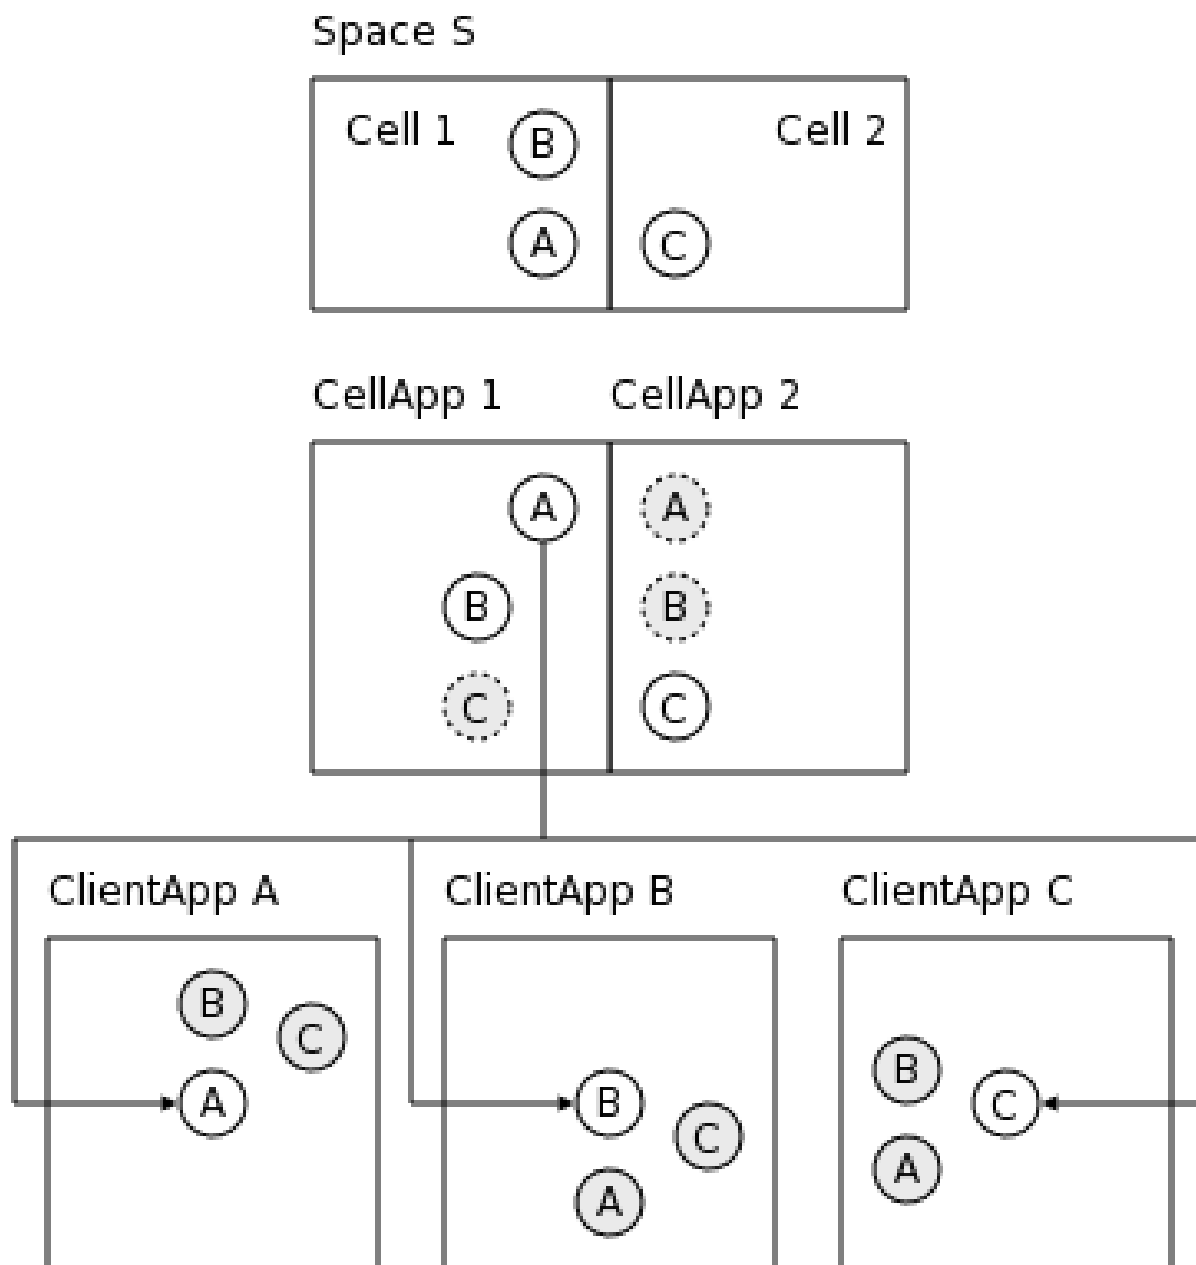 Space S
Cell 1 B Cell 2
A C
CellApp 1 CellApp 2
A A
B B
C C
ClientApp A ClientApp B ClientApp C
B
C B
A B C
C
A A